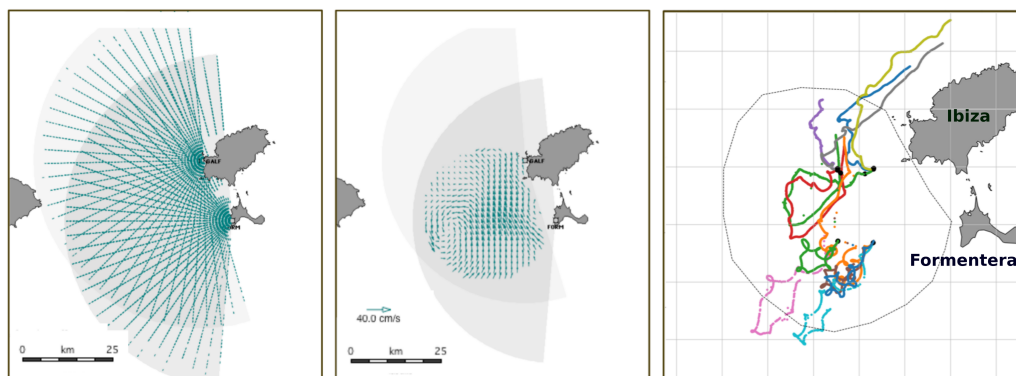 GALF
FORM
0 km 25
GALF
FORM
40.0 cm/s
0 km 25
Ibiza
Formentera